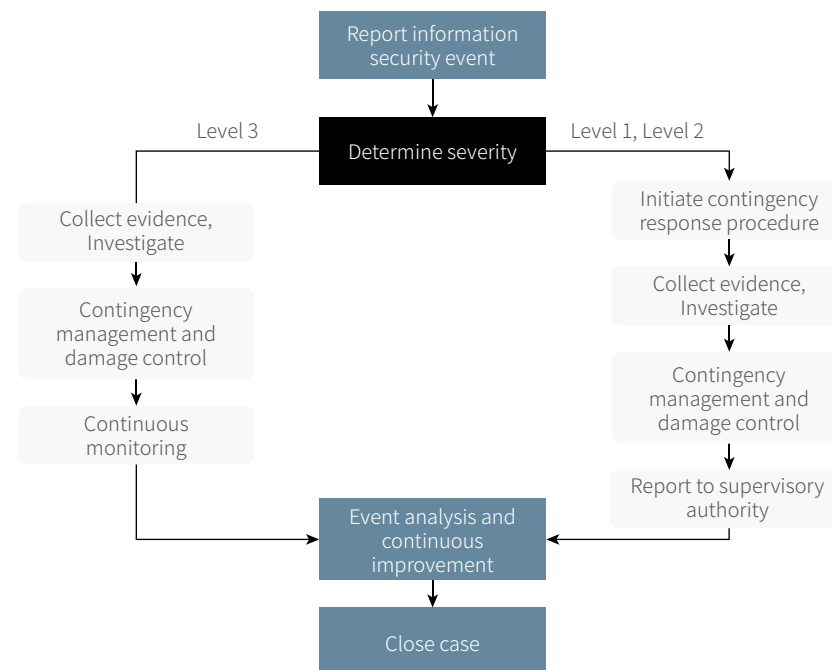 Report information
security event
Level 3
Determine severity
Level 1, Level 2
Collect evidence,
Investigate
Contingency
management and
damage control
Continuous
monitoring
Initiate contingency
response procedure
Collect evidence,
Investigate
Contingency
management and
damage control
Report to supervisory
authority
Event analysis and
continuous
improvement
Close case